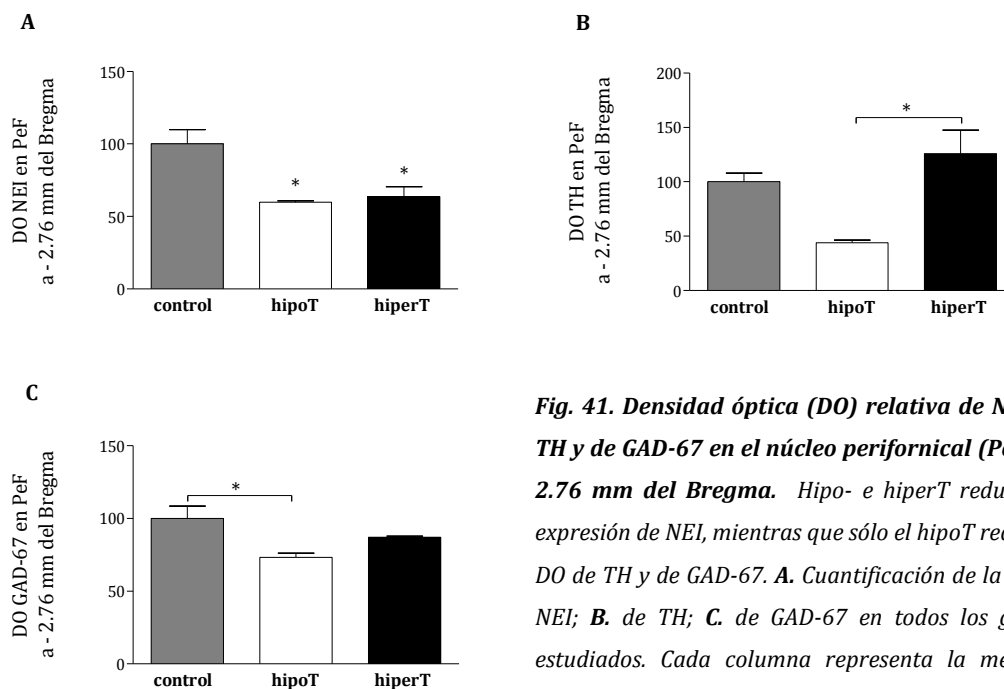 A
DO NEI en PeF
a - 2.76 mm del Bregma
150
100
50
0
*
*
control hipoT hiperT
B
DO TH en PeF
a - 2.76 mm del Bregma
200
150
100
50
0
*
control hipoT hiperT
C
DO GAD-67 en PeF
a - 2.76 mm del Bregma
150
100
50
0
*
control hipoT hiperT
Fig. 41. Densidad óptica (DO) relativa de
TH y de GAD-67 en el núcleo perifornical
2.76 mm del Bregma. Hipo- e hiperT
expresión de NEI, mientras que sólo el hipoT
DO de TH y de GAD-67. A. Cuantificación de la
NEI; B. de TH; C. de GAD-67 en todos los
estudiados. Cada columna representa la